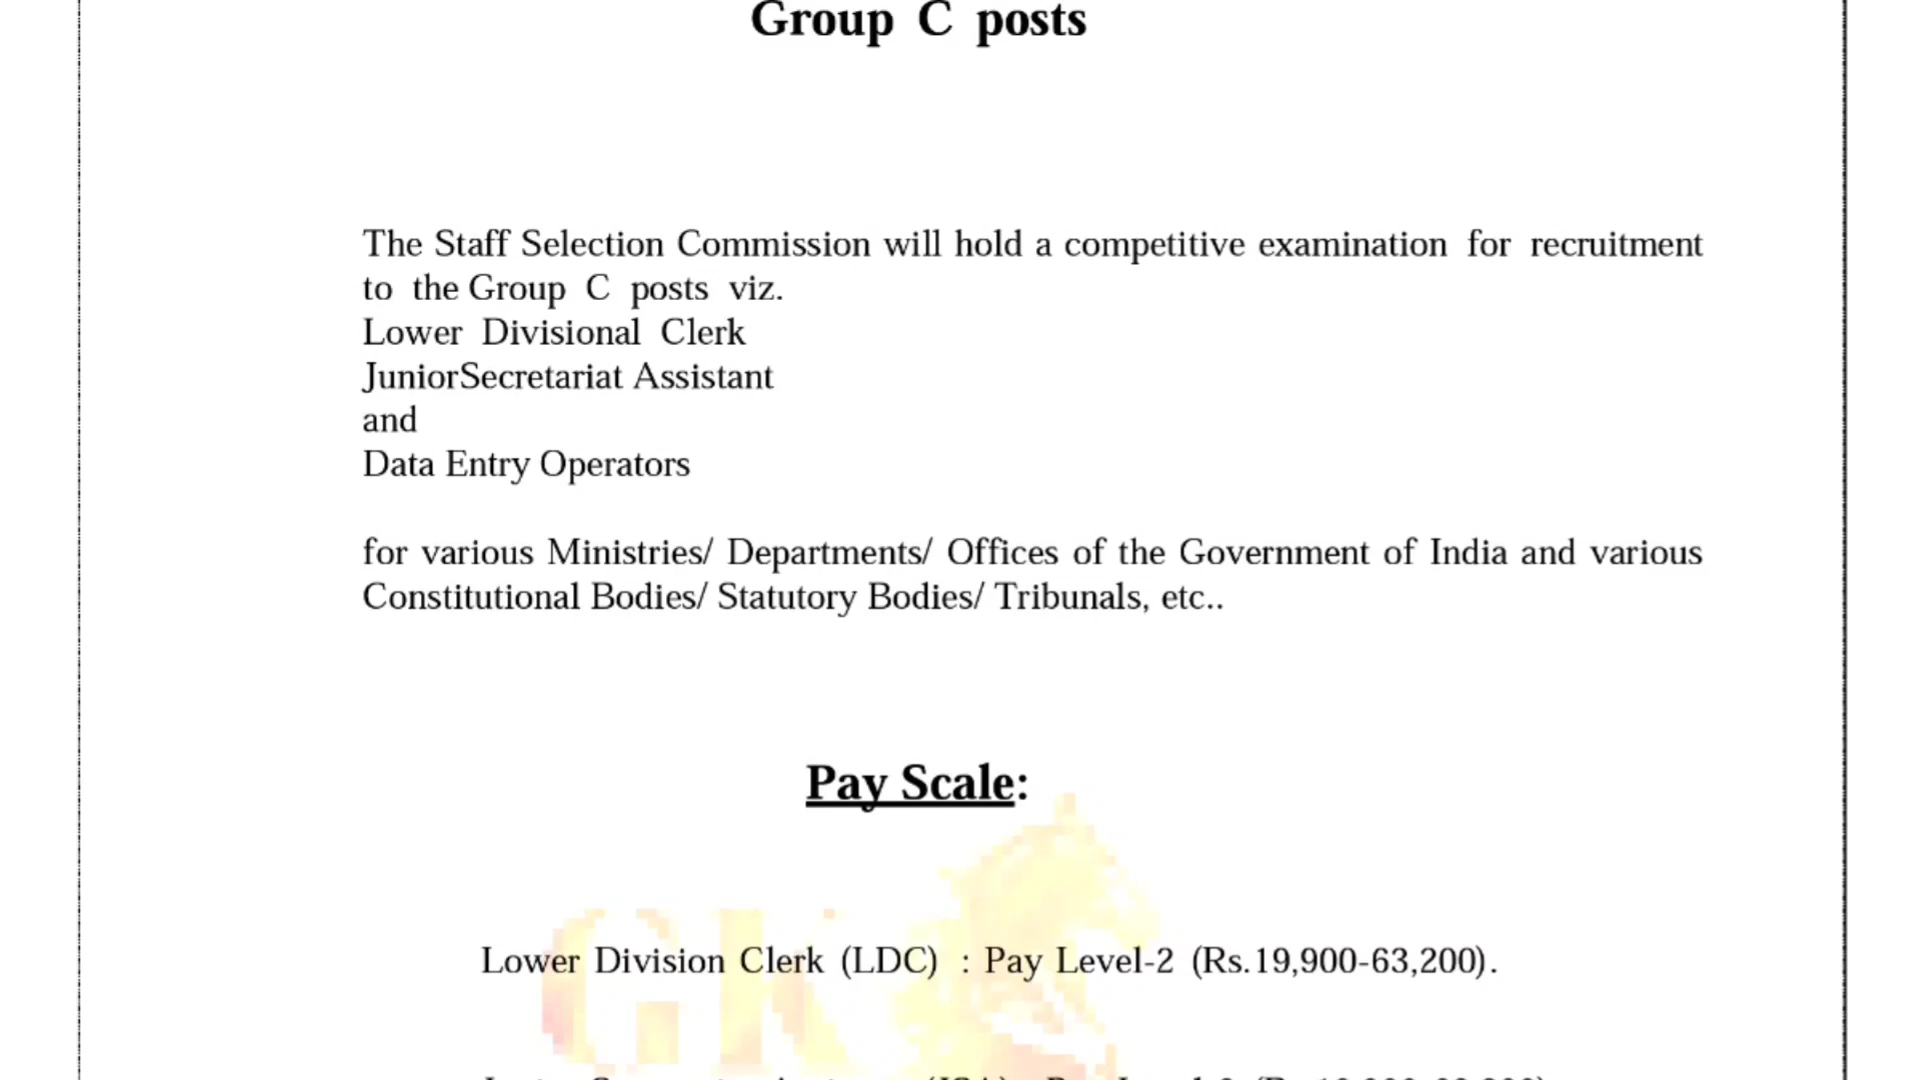 Group C posts
The Staff Selection Commission will hold a competitive examination for recruitment
to the Group C posts viz.
Lower Divisional Clerk
JuniorSecretariat Assistant
and
Data Entry Operators
for various Ministries/ Departments/ Offices of the Government of India and various
Constitutional Bodies/ Statutory Bodies/ Tribunals, etc..
Pay Scale:
GK
Lower Division Clerk (LDC) : Pay Level-2 (Rs.19,900-63,200).